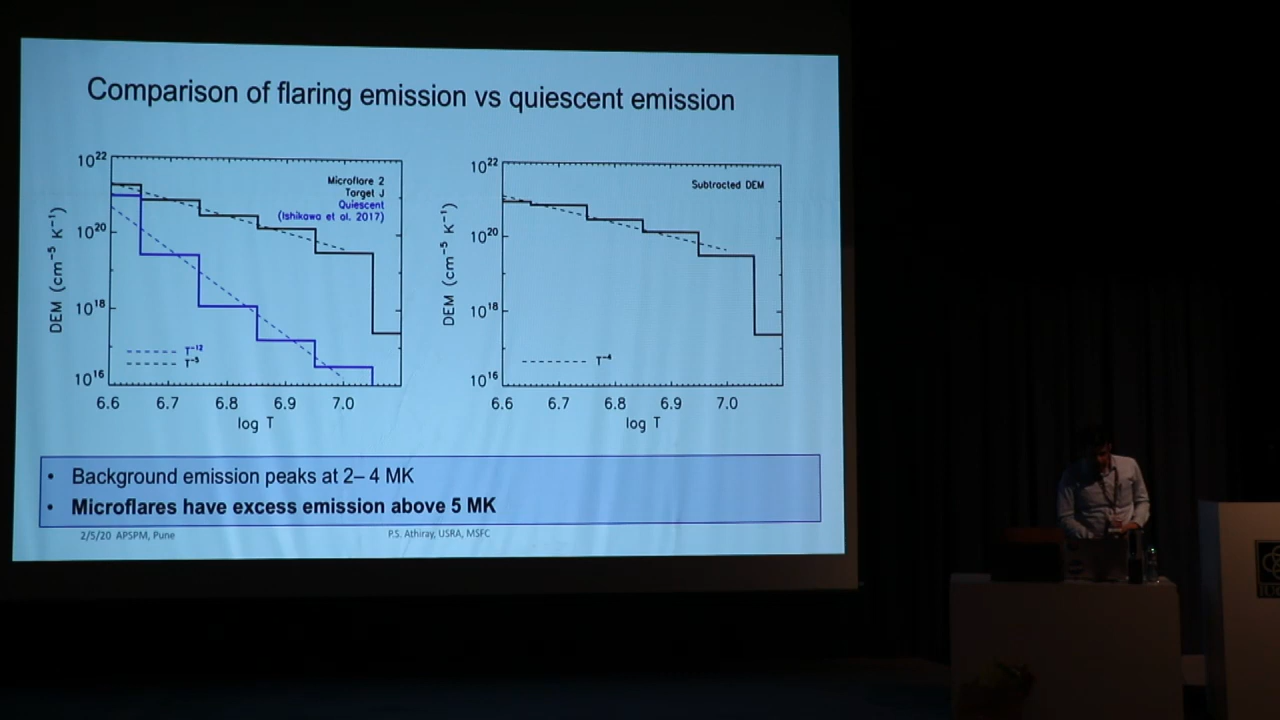 Comparison of flaring emission vs quiescent emission
10²²
10²⁰
10¹⁸
10¹⁶
DEM (cm⁻⁵ K⁻¹)
Microflare 2
Target J
Quiescent
(Ishikawa et al. 2017)
T⁻¹²
T⁻⁵
6.6 6.7 6.8 6.9 7.0
log T
10²²
10²⁰
10¹⁸
10¹⁶
DEM (cm⁻⁵ K⁻¹)
Subtracted DEM
T⁻⁴
6.6 6.7 6.8 6.9 7.0
log T
• Background emission peaks at 2– 4 MK
• Microflares have excess emission above 5 MK
2/5/20 APSPM, Pune
P.S. Athiray, USRA, MSFC